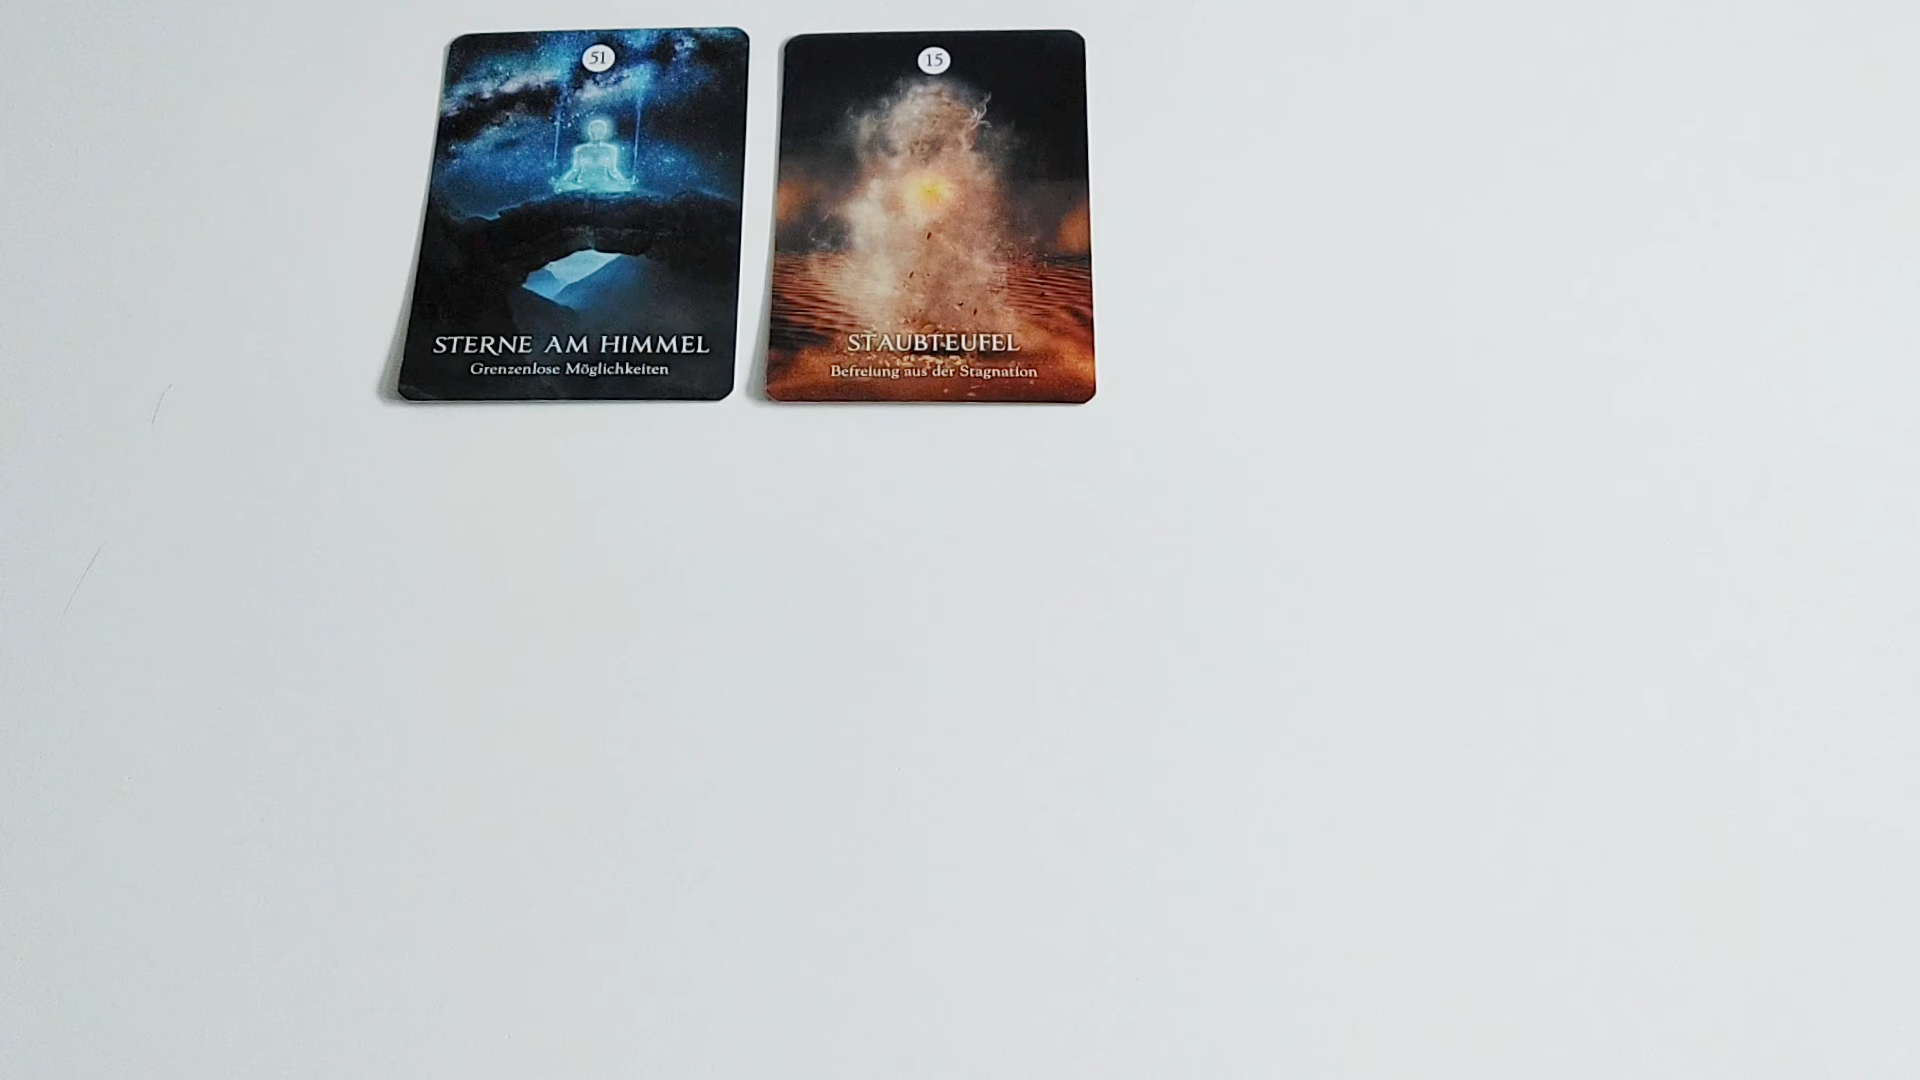 51
STERNE AM HIMMEL
Grenzenlose Möglichkeiten
15
STAUBTEUFEL
Befreiung aus der Stagnation